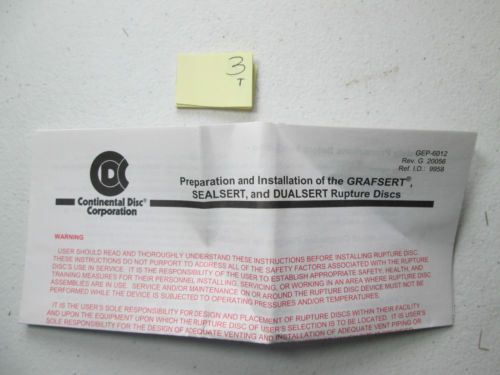 3
T
CDC
Continental Disc®
Corporation
GEP-6012
Rev. G 20056
Ref. I.D.: 9958
Preparation and Installation of the GRAFSERT®,
SEALSERT, and DUALSERT Rupture Discs
WARNING
USER SHOULD READ AND THOROUGHLY UNDERSTAND THESE INSTRUCTIONS BEFORE INSTALLING RUPTURE DISC.
THESE INSTRUCTIONS DO NOT PURPORT TO ADDRESS ALL OF THE SAFETY FACTORS ASSOCIATED WITH THE RUPTURE
DISC'S USE IN SERVICE. IT IS THE RESPONSIBILITY OF THE USER TO ESTABLISH APPROPRIATE SAFETY, HEALTH, AND
TRAINING MEASURES FOR THEIR PERSONNEL INSTALLING, SERVICING, OR WORKING IN AN AREA WHERE RUPTURE DISC
ASSEMBLIES ARE IN USE. SERVICE AND/OR MAINTENANCE ON OR AROUND THE RUPTURE DISC DEVICE MUST NOT BE
PERFORMED WHILE THE DEVICE IS SUBJECTED TO OPERATING PRESSURES AND/OR TEMPERATURES.
IT IS THE USER'S SOLE RESPONSIBILITY FOR DESIGN AND PLACEMENT OF RUPTURE DISCS WITHIN THEIR FACILITY
AND UPON THE EQUIPMENT UPON WHICH THE RUPTURE DISC OF USER'S SELECTION IS TO BE LOCATED. IT IS USER'S
SOLE RESPONSIBILITY FOR THE DESIGN OF ADEQUATE VENTING AND INSTALLATION OF ADEQUATE VENT PIPING OR